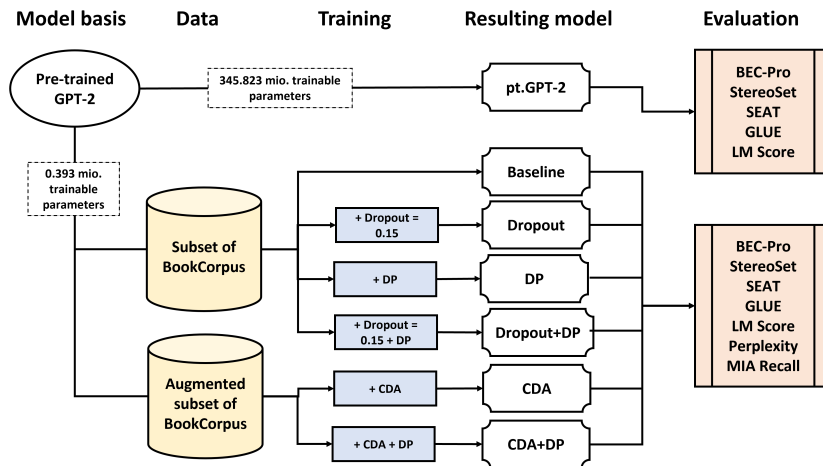 Model basis
Data
Training
Resulting model
Evaluation
Pre-trained
GPT-2
345.823 mio. trainable
parameters
pt.GPT-2
BEC-Pro
StereoSet
SEAT
GLUE
LM Score
0.393 mio.
trainable
parameters
Subset of
BookCorpus
Baseline
+ Dropout =
0.15
Dropout
+ DP
DP
+ Dropout =
0.15 + DP
Dropout+DP
BEC-Pro
StereoSet
SEAT
GLUE
LM Score
Perplexity
MIA Recall
Augmented
subset of
BookCorpus
+ CDA
CDA
+ CDA + DP
CDA+DP